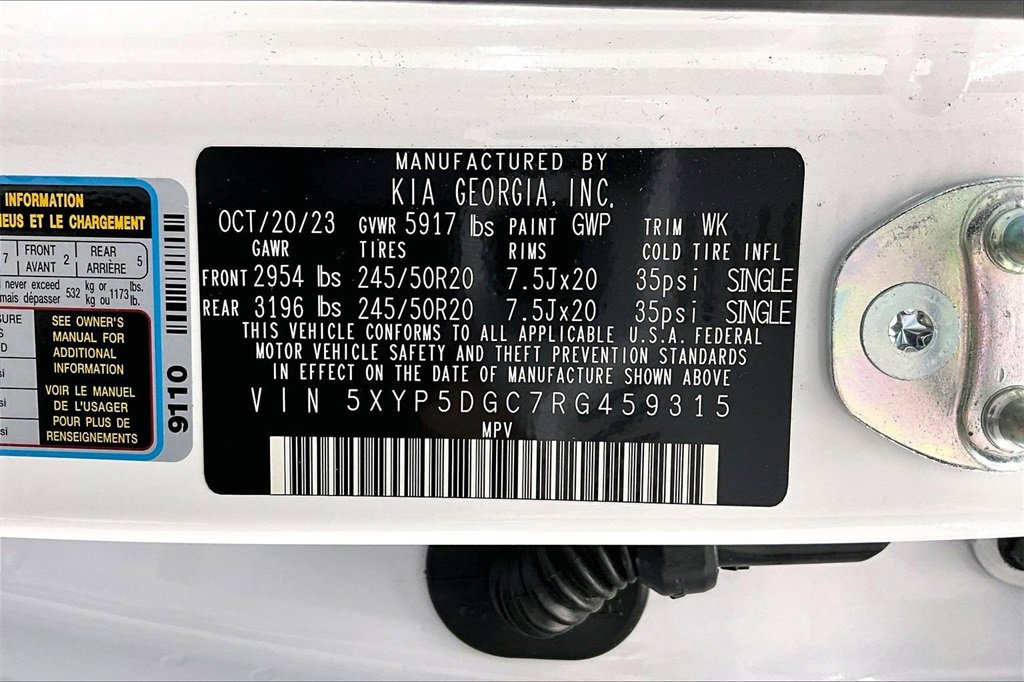 INFORMATION
NEUS ET LE CHARGEMENT
7 FRONT AVANT 2 REAR ARRIÈRE 5
never exceed 532 kg or 1173 lbs.
mais dépasser kg ou lb.
SEE OWNER'S
MANUAL FOR
ADDITIONAL
INFORMATION
VOIR LE MANUEL
DE L'USAGER
POUR PLUS DE
RENSEIGNEMENTS
9110
MANUFACTURED BY
KIA GEORGIA, INC.
OCT/20/23 GVWR 5917 lbs PAINT GWP TRIM WK
GAWR TIRES RIMS COLD TIRE INFL
FRONT 2954 lbs 245/50R20 7.5Jx20 35psi SINGLE
REAR 3196 lbs 245/50R20 7.5Jx20 35psi SINGLE
THIS VEHICLE CONFORMS TO ALL APPLICABLE U.S.A. FEDERAL
MOTOR VEHICLE SAFETY AND THEFT PREVENTION STANDARDS
IN EFFECT ON THE DATE OF MANUFACTURE SHOWN ABOVE
VIN 5XYP5DGC7RG459315
MPV